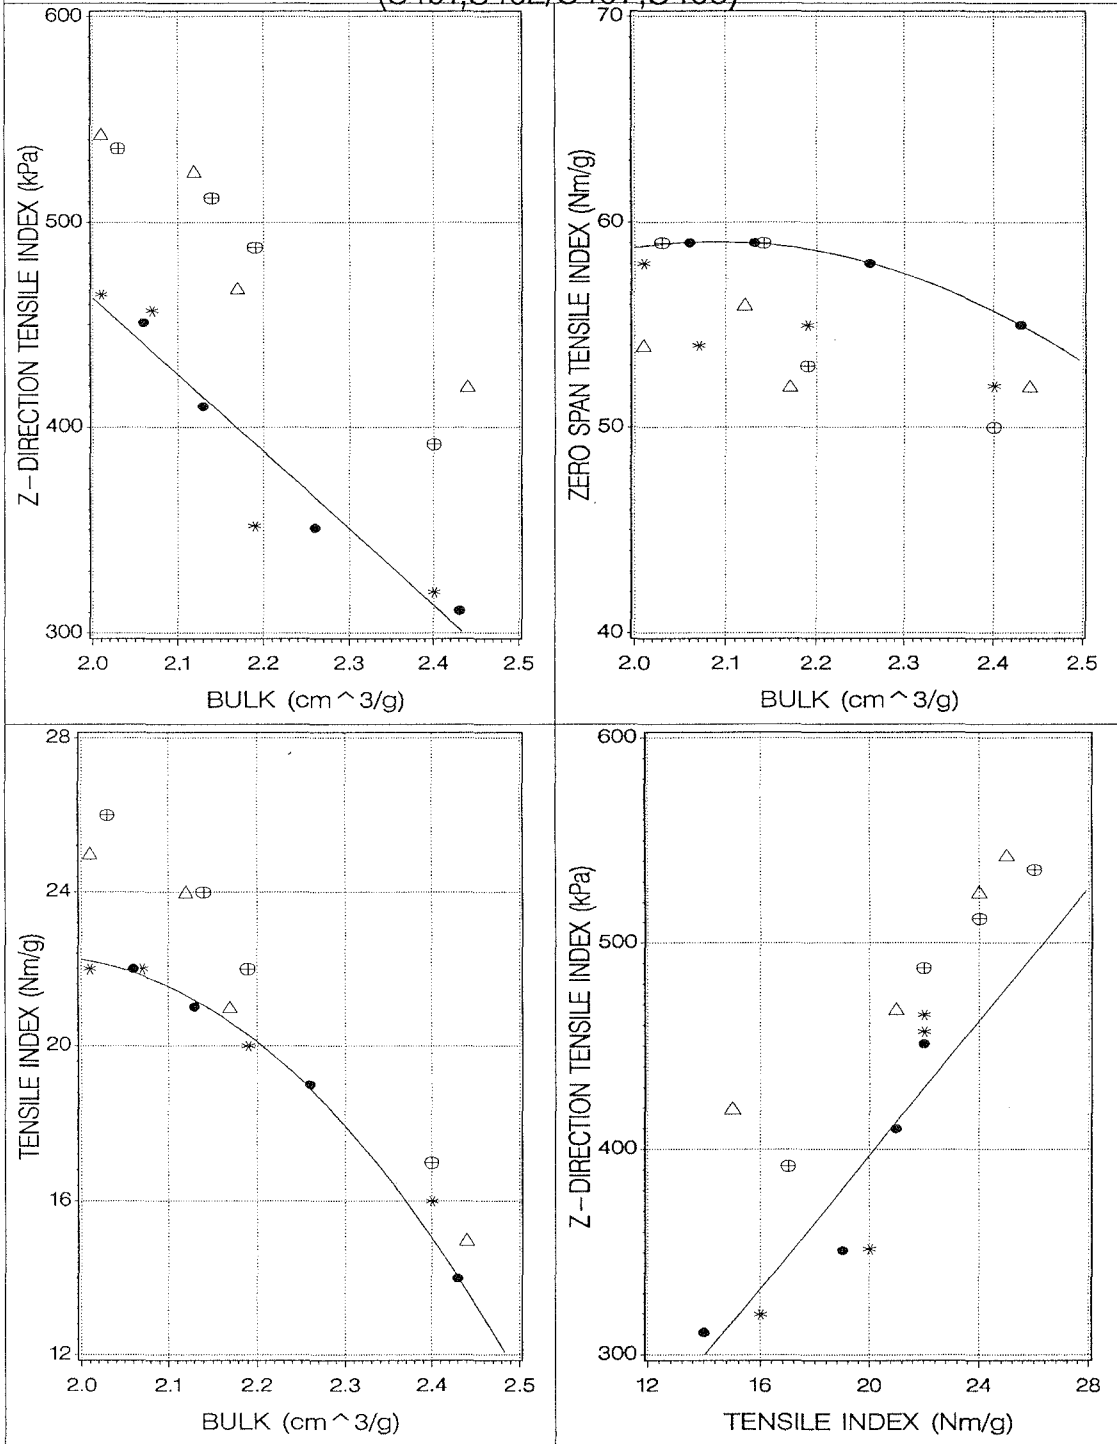 600
500
400
300
Z-DIRECTION TENSILE INDEX (kPa)
2.0 2.1 2.2 2.3 2.4 2.5
BULK (cm^3/g)
70
60
50
40
ZERO SPAN TENSILE INDEX (Nm/g)
2.0 2.1 2.2 2.3 2.4 2.5
BULK (cm^3/g)
28
24
20
16
12
TENSILE INDEX (Nm/g)
2.0 2.1 2.2 2.3 2.4 2.5
BULK (cm^3/g)
600
500
400
300
Z-DIRECTION TENSILE INDEX (kPa)
12 16 20 24 28
TENSILE INDEX (Nm/g)